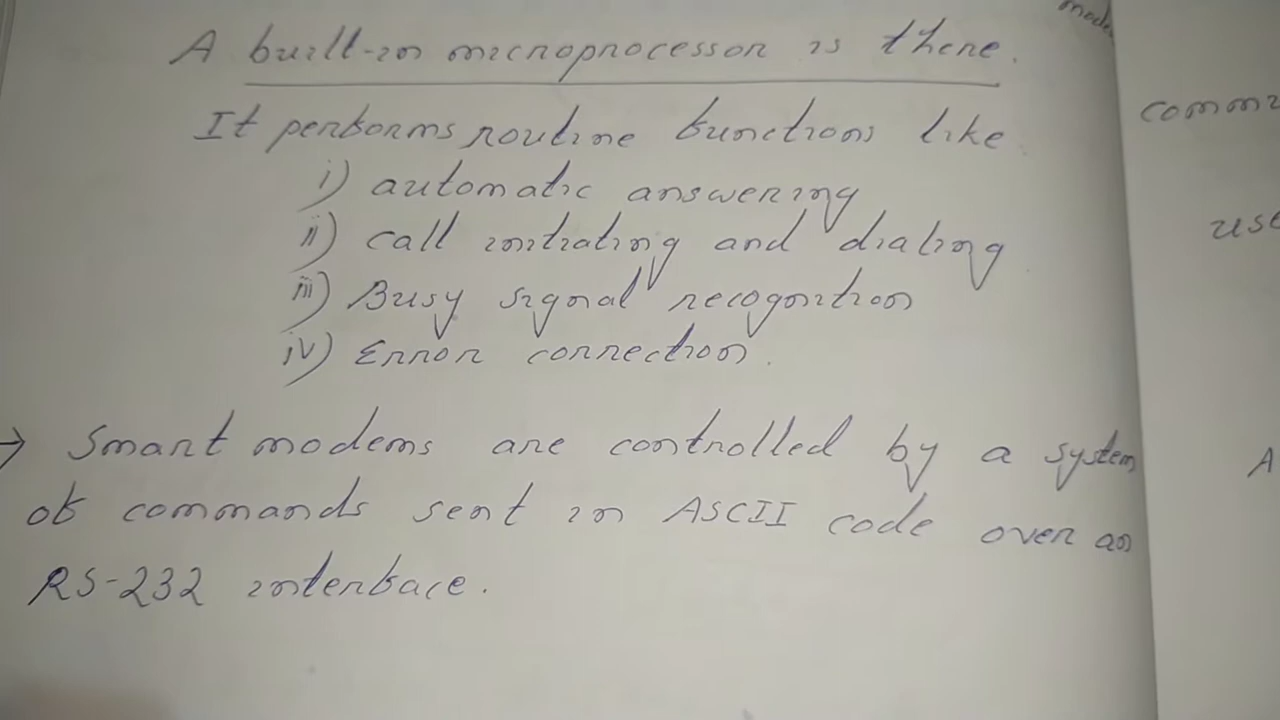 A built-in microprocessor is there.
It performs routine functions like
i) automatic answering
ii) call initiating and dialing
iii) Busy signal recognition
iv) Error correction.
→ Smart modems are controlled by a system
of commands sent in ASCII code over an
RS-232 interface.
A